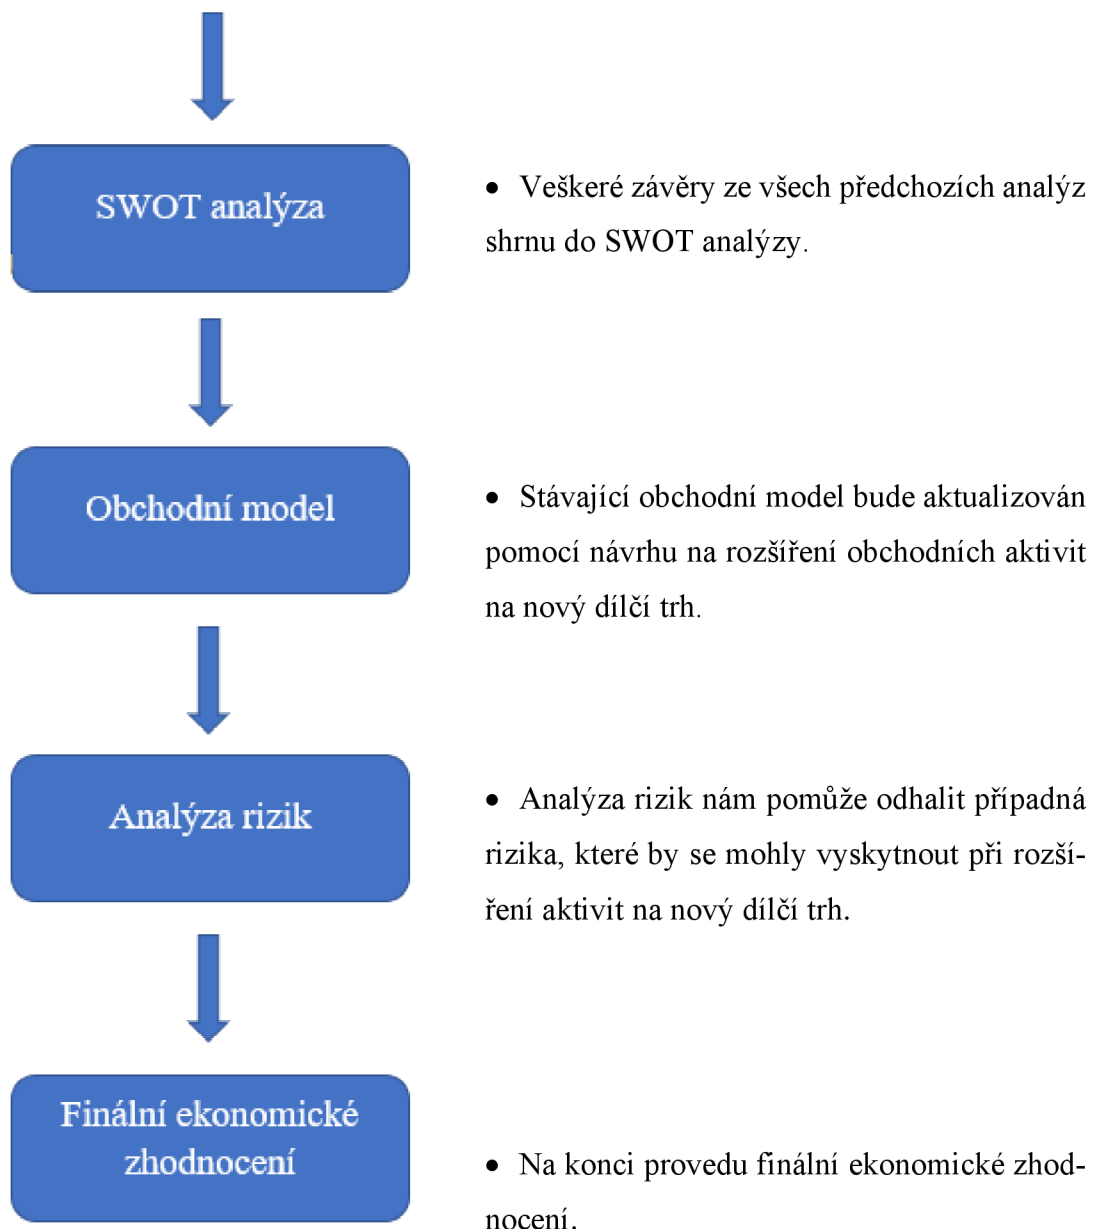 SWOT analýza
• Veškeré závěry ze všech předchozích analýz
shrnu do SWOT analýzy.
Obchodní model
• Stávající obchodní model bude aktualizován
pomocí návrhu na rozšíření obchodních aktivit
na nový dílčí trh.
Analýza rizik
• Analýza rizik nám pomůže odhalit případná
rizika, které by se mohly vyskytnout při rozší-
ření aktivit na nový dílčí trh.
Finální ekonomické
zhodnocení
• Na konci provedu finální ekonomické zhod-
nocení.